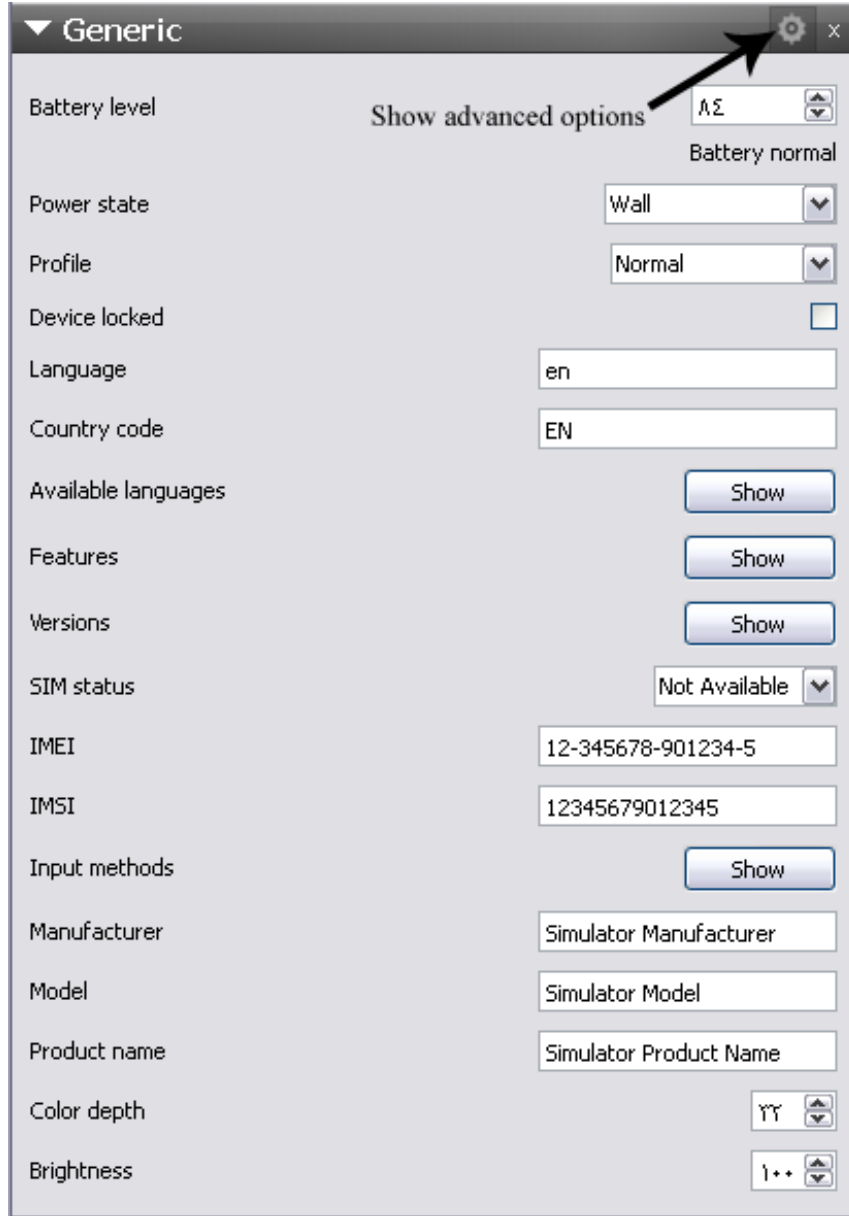 Generic
x
Show advanced options
Battery level
٨٤
Battery normal
Power state
Wall
Profile
Normal
Device locked
Language
en
Country code
EN
Available languages
Show
Features
Show
Versions
Show
SIM status
Not Available
IMEI
12-345678-901234-5
IMSI
12345679012345
Input methods
Show
Manufacturer
Simulator Manufacturer
Model
Simulator Model
Product name
Simulator Product Name
Color depth
٣٢
Brightness
١٠٠